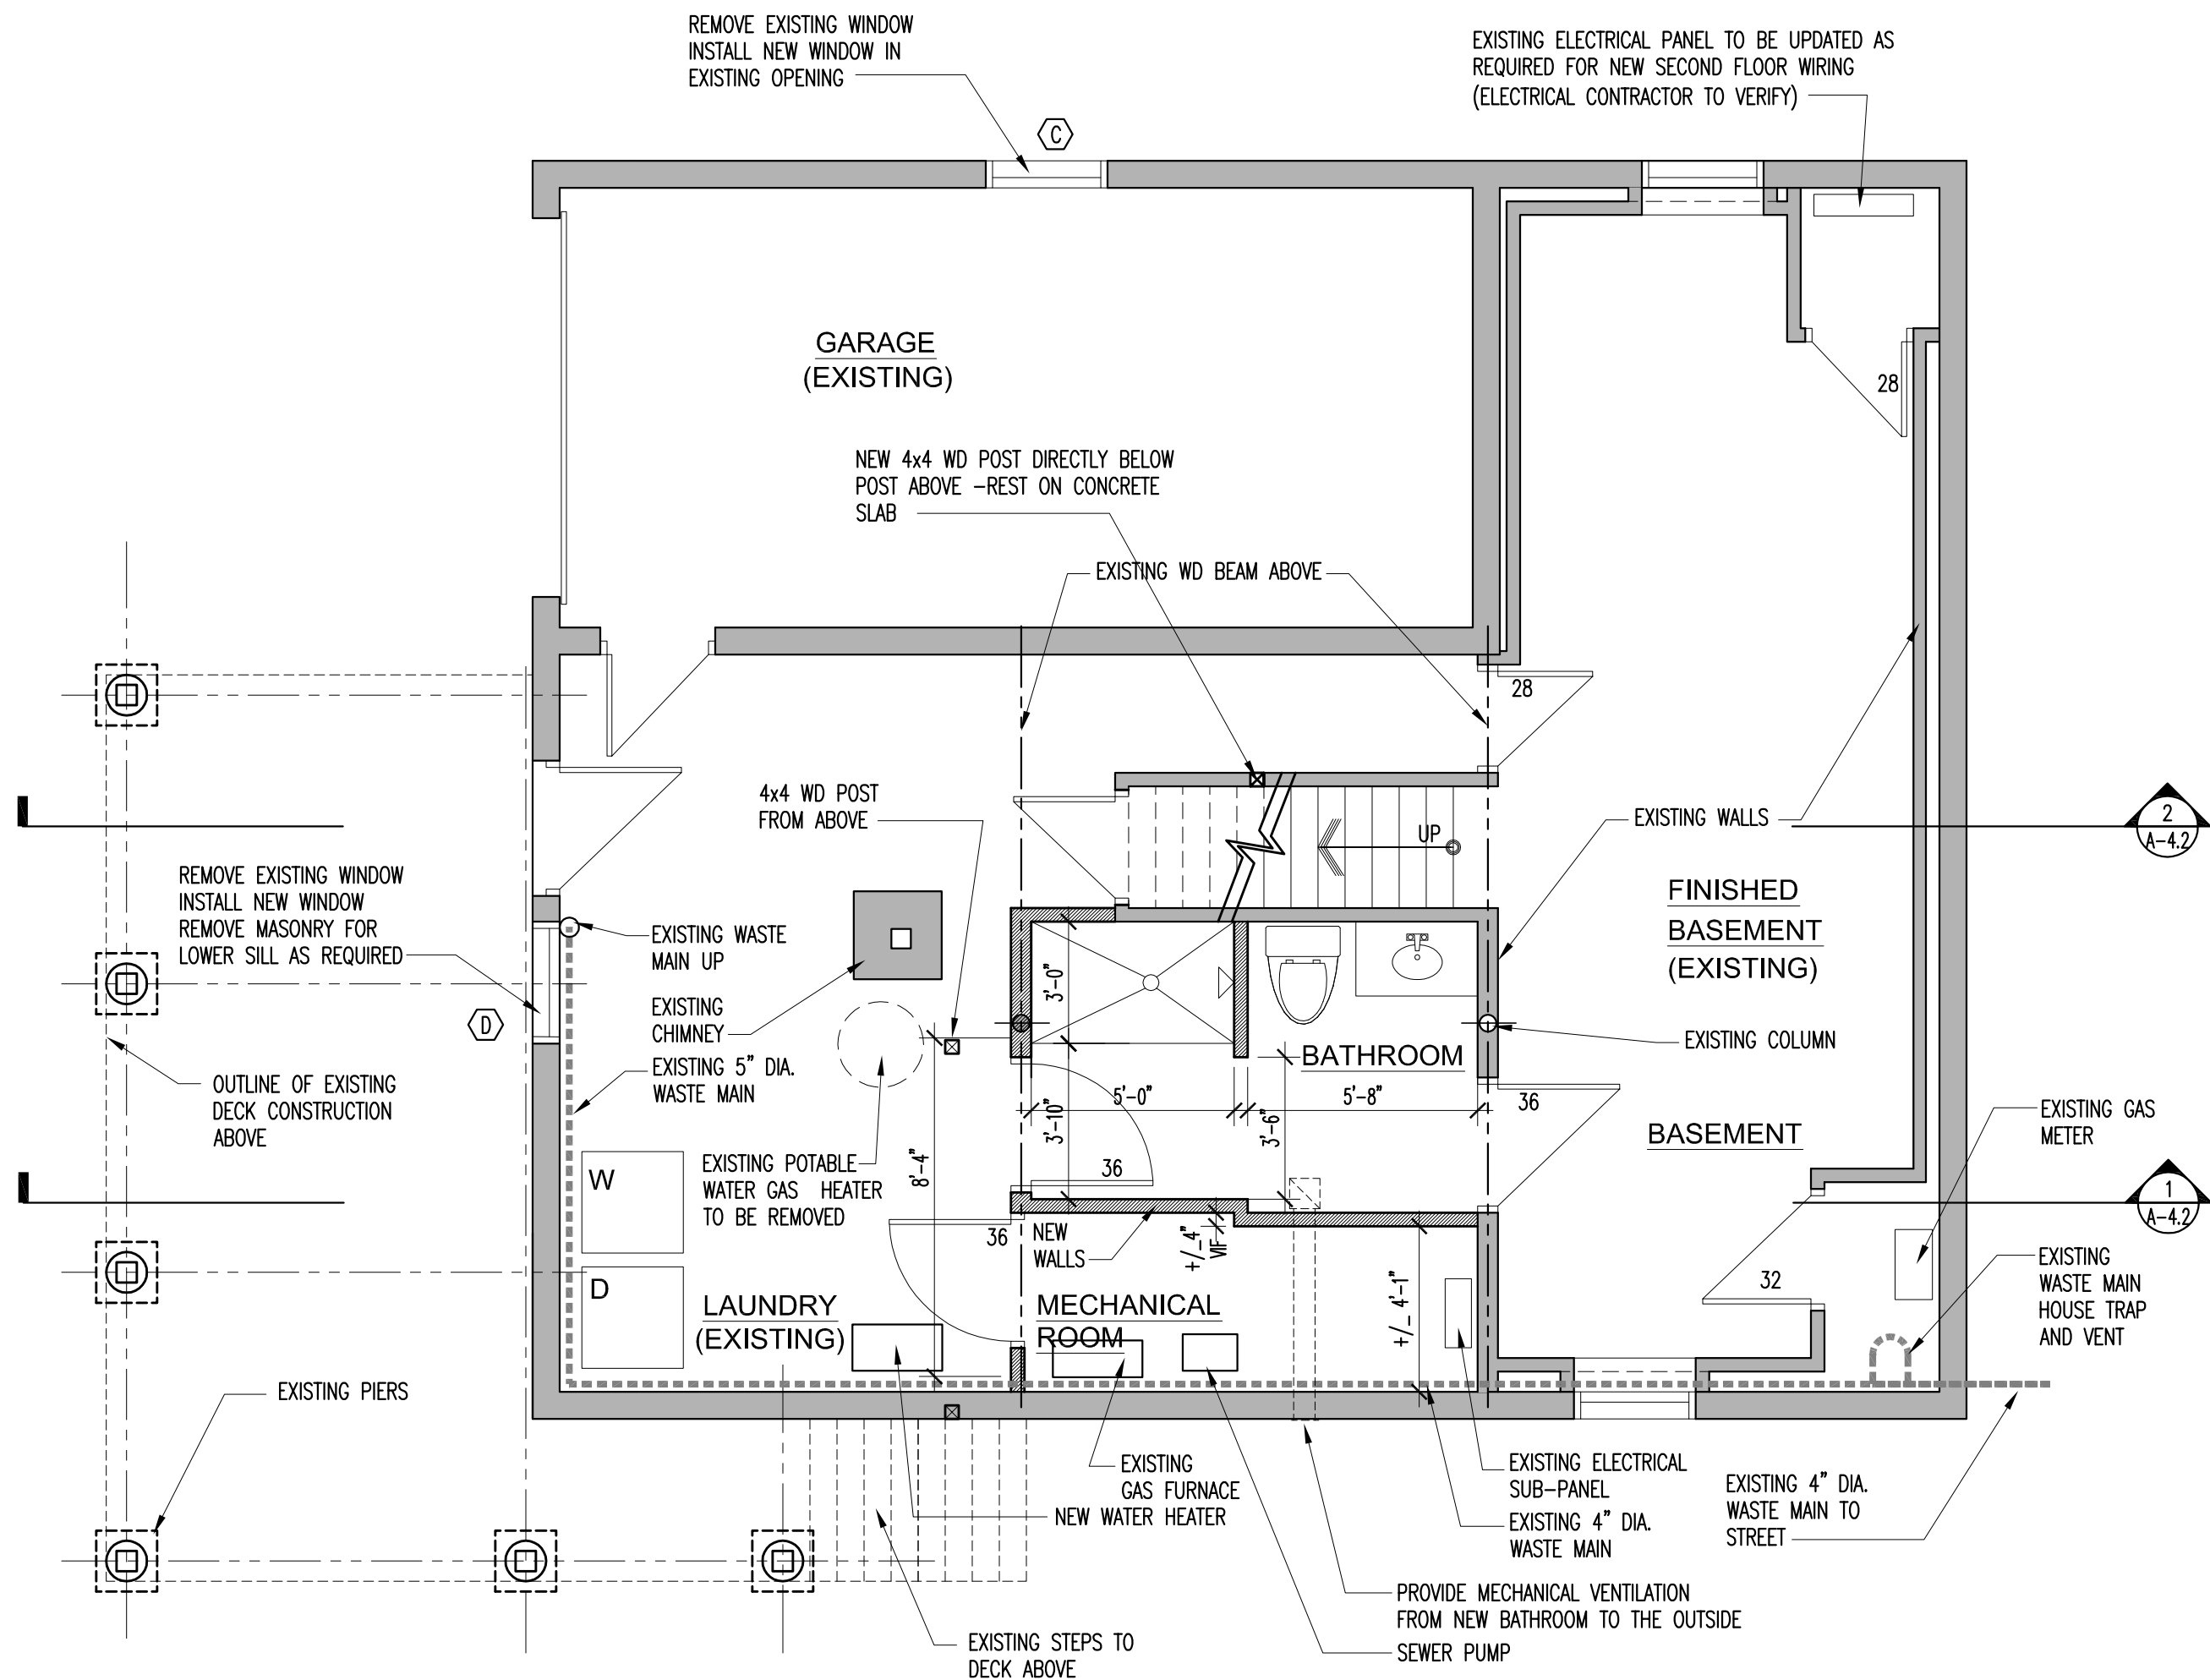 REMOVE EXISTING WINDOW
INSTALL NEW WINDOW IN
EXISTING OPENING
EXISTING ELECTRICAL PANEL TO BE UPDATED AS
REQUIRED FOR NEW SECOND FLOOR WIRING
(ELECTRICAL CONTRACTOR TO VERIFY)
C
GARAGE
(EXISTING)
28
NEW 4x4 WD POST DIRECTLY BELOW
POST ABOVE -REST ON CONCRETE
SLAB
EXISTING WD BEAM ABOVE
28
4x4 WD POST
FROM ABOVE
UP
EXISTING WALLS
2
A-4.2
REMOVE EXISTING WINDOW
INSTALL NEW WINDOW
REMOVE MASONRY FOR
LOWER SILL AS REQUIRED
D
FINISHED
BASEMENT
(EXISTING)
EXISTING WASTE
MAIN UP
EXISTING
CHIMNEY
EXISTING 5" DIA.
WASTE MAIN
3'-0"
BATHROOM
EXISTING COLUMN
OUTLINE OF EXISTING
DECK CONSTRUCTION
ABOVE
5'-0"
5'-8"
3'-10"
3'-6"
36
36
EXISTING GAS
METER
BASEMENT
W
EXISTING POTABLE
WATER GAS HEATER
TO BE REMOVED
8'-4"
36
NEW
WALLS
+/_4"
VIF
1
A-4.2
D
LAUNDRY
(EXISTING)
MECHANICAL
ROOM
+/_ 4'-1"
32
EXISTING
WASTE MAIN
HOUSE TRAP
AND VENT
EXISTING PIERS
EXISTING
GAS FURNACE
NEW WATER HEATER
EXISTING ELECTRICAL
SUB-PANEL
EXISTING 4" DIA.
WASTE MAIN
EXISTING 4" DIA.
WASTE MAIN TO
STREET
PROVIDE MECHANICAL VENTILATION
FROM NEW BATHROOM TO THE OUTSIDE
SEWER PUMP
EXISTING STEPS TO
DECK ABOVE